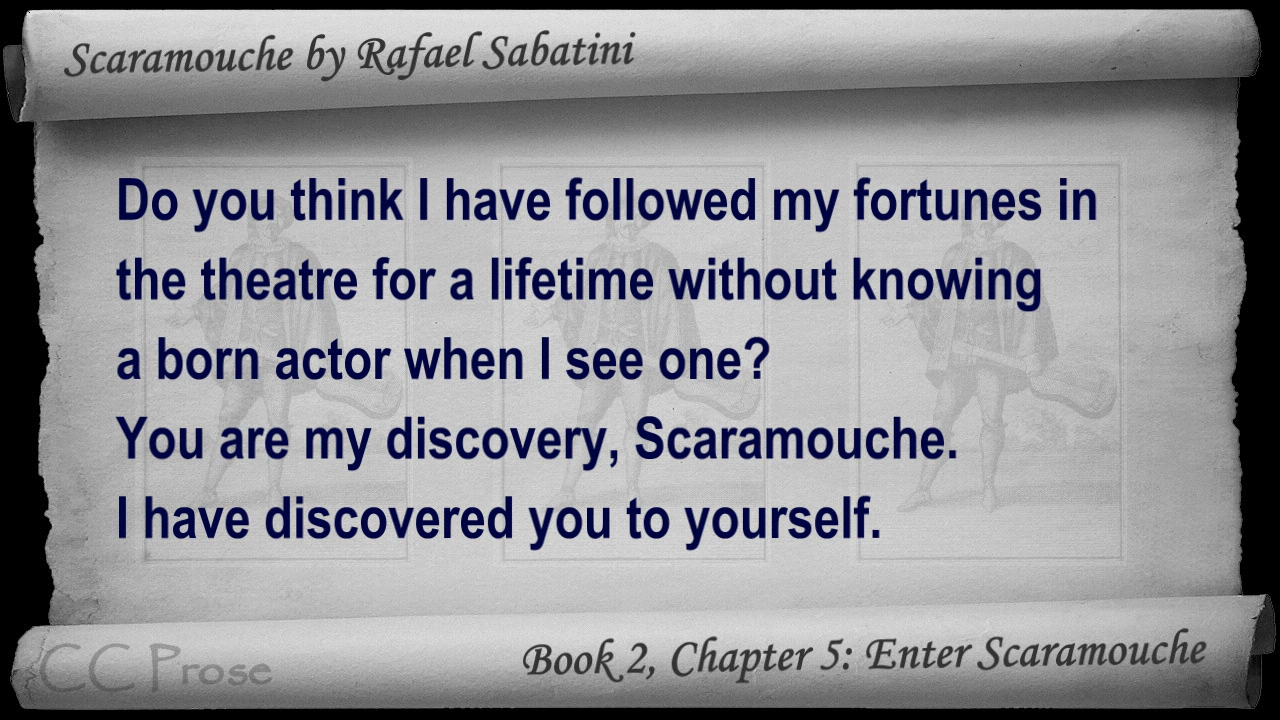 Scaramouche by Rafael Sabatini
Do you think I have followed my fortunes in
the theatre for a lifetime without knowing
a born actor when I see one?
You are my discovery, Scaramouche.
I have discovered you to yourself.
Book 2, Chapter 5: Enter Scaramouche
CC Prose